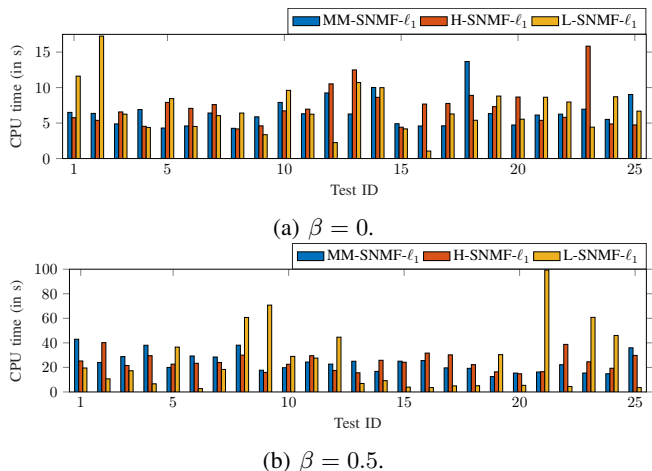 MM-SNMF-ℓ₁ H-SNMF-ℓ₁ L-SNMF-ℓ₁
CPU time (in s)
15
10
5
0
1 5 10 15 20 25
Test ID
(a) β = 0.
MM-SNMF-ℓ₁ H-SNMF-ℓ₁ L-SNMF-ℓ₁
CPU time (in s)
100
80
60
40
20
0
1 5 10 15 20 25
Test ID
(b) β = 0.5.